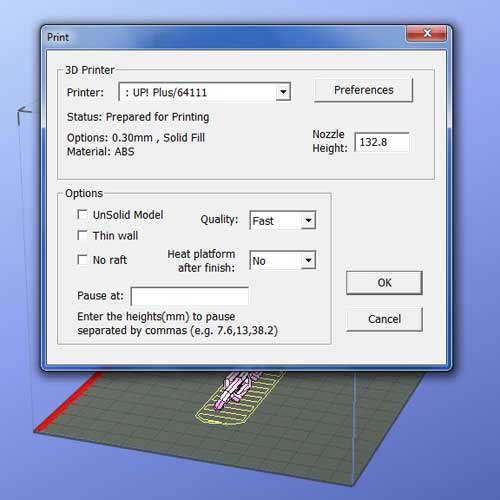 Print
3D Printer
Printer: : UP! Plus/64111
Preferences
Status: Prepared for Printing
Options: 0.30mm , Solid Fill
Material: ABS
Nozzle
Height: 132.8
Options
UnSolid Model
Quality: Fast
Thin wall
No raft
Heat platform
after finish: No
Pause at:
Enter the heights(mm) to pause
separated by commas (e.g. 7.6,13,38.2)
OK
Cancel